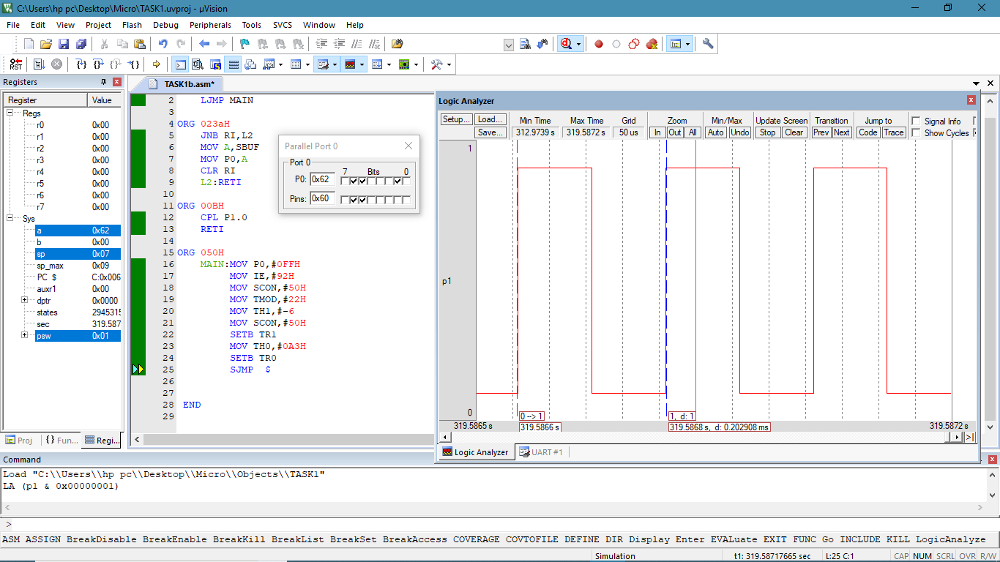 C:\Users\hp pc\Desktop\Micro\TASK1.uvproj - µVision
File Edit View Project Flash Debug Peripherals Tools SVCS Window Help
RST
Registers
Register Value
Regs
r0 0x00
r1 0x00
r2 0x00
r3 0x00
r4 0x00
r5 0x00
r6 0x00
r7 0x00
Sys
a 0x62
b 0x00
sp 0x07
sp_max 0x09
PC $ C:0x006
auxr1 0x00
dptr 0x0000
states 2945315
sec 319.587
psw 0x01
Proj {} Fun... Regi...
TASK1b.asm*
2 LJMP MAIN
3
4 ORG 023aH
5 JNB RI,L2
6 MOV A,SBUF
7 MOV P0,A
8 CLR RI
9 L2:RETI
10
11 ORG 00BH
12 CPL P1.0
13 RETI
14
15 ORG 050H
16 MAIN:MOV P0,#0FFH
17 MOV IE,#92H
18 MOV SCON,#50H
19 MOV TMOD,#22H
20 MOV TH1,#-6
21 MOV SCON,#50H
22 SETB TR1
23 MOV TH0,#0A3H
24 SETB TR0
25 SJMP $
26
27
28 END
29
Parallel Port 0
Port 0
7 Bits 0
P0: 0x62
Pins: 0x60
Logic Analyzer
Setup... Load... Min Time Max Time Grid Zoom Min/Max Update Screen Transition Jump to Signal Info
Save... 312.9739 s 319.5872 s 50 us In Out All Auto Undo Stop Clear Prev Next Code Trace Show Cycles
1
p1
0
0 --> 1 1, d: 1
319.5865 s 319.5866 s 319.5868 s, d: 0.202908 ms 319.5872 s
Logic Analyzer UART #1
Command
Load "C:\\Users\\hp pc\\Desktop\\Micro\\Objects\\TASK1"
LA (p1 & 0x00000001)
>
ASM ASSIGN BreakDisable BreakEnable BreakKill BreakList BreakSet BreakAccess COVERAGE COVTOFILE DEFINE DIR Display Enter EVALuate EXIT FUNC Go INCLUDE KILL LogicAnalyze
Simulation t1: 319.58717665 sec L:25 C:1 CAP NUM SCRL OVR R/W